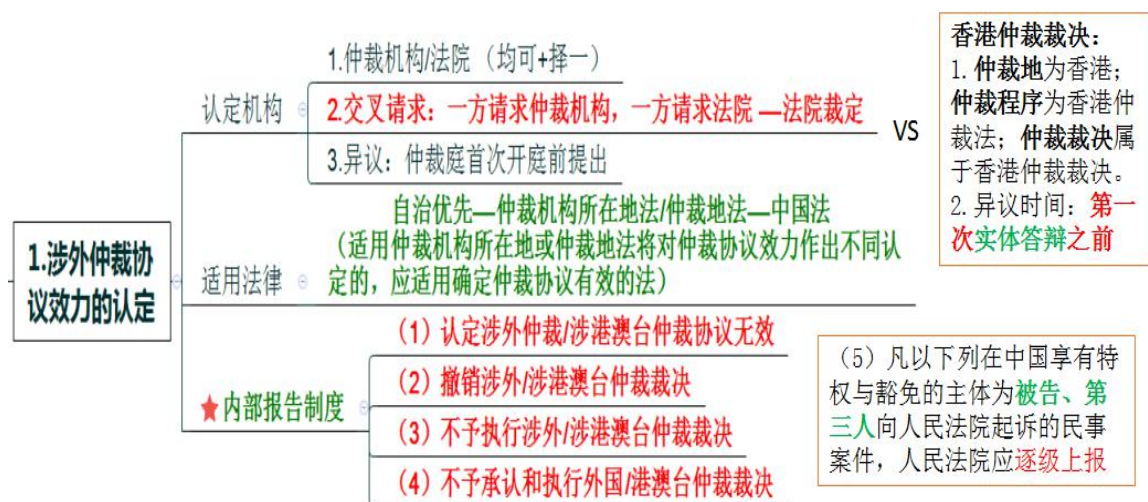 1.涉外仲裁协
议效力的认定
认定机构
1.仲裁机构/法院 （均可+择一）
2.交叉请求：一方请求仲裁机构，一方请求法院 —法院裁定
3.异议：仲裁庭首次开庭前提出
适用法律
自治优先—仲裁机构所在地法/仲裁地法—中国法
（适用仲裁机构所在地或仲裁地法将对仲裁协议效力作出不同认
定的，应适用确定仲裁协议有效的法）
★内部报告制度
（1）认定涉外仲裁/涉港澳台仲裁协议无效
（2）撤销涉外/涉港澳台仲裁裁决
（3）不予执行涉外/涉港澳台仲裁裁决
（4）不予承认和执行外国/港澳台仲裁裁决
VS
香港仲裁裁决：
1. 仲裁地为香港；
仲裁程序为香港仲
裁法；仲裁裁决属
于香港仲裁裁决。
2. 异议时间：第一
次实体答辩之前
（5）凡以下列在中国享有特
权与豁免的主体为被告、第
三人向人民法院起诉的民事
案件，人民法院应逐级上报